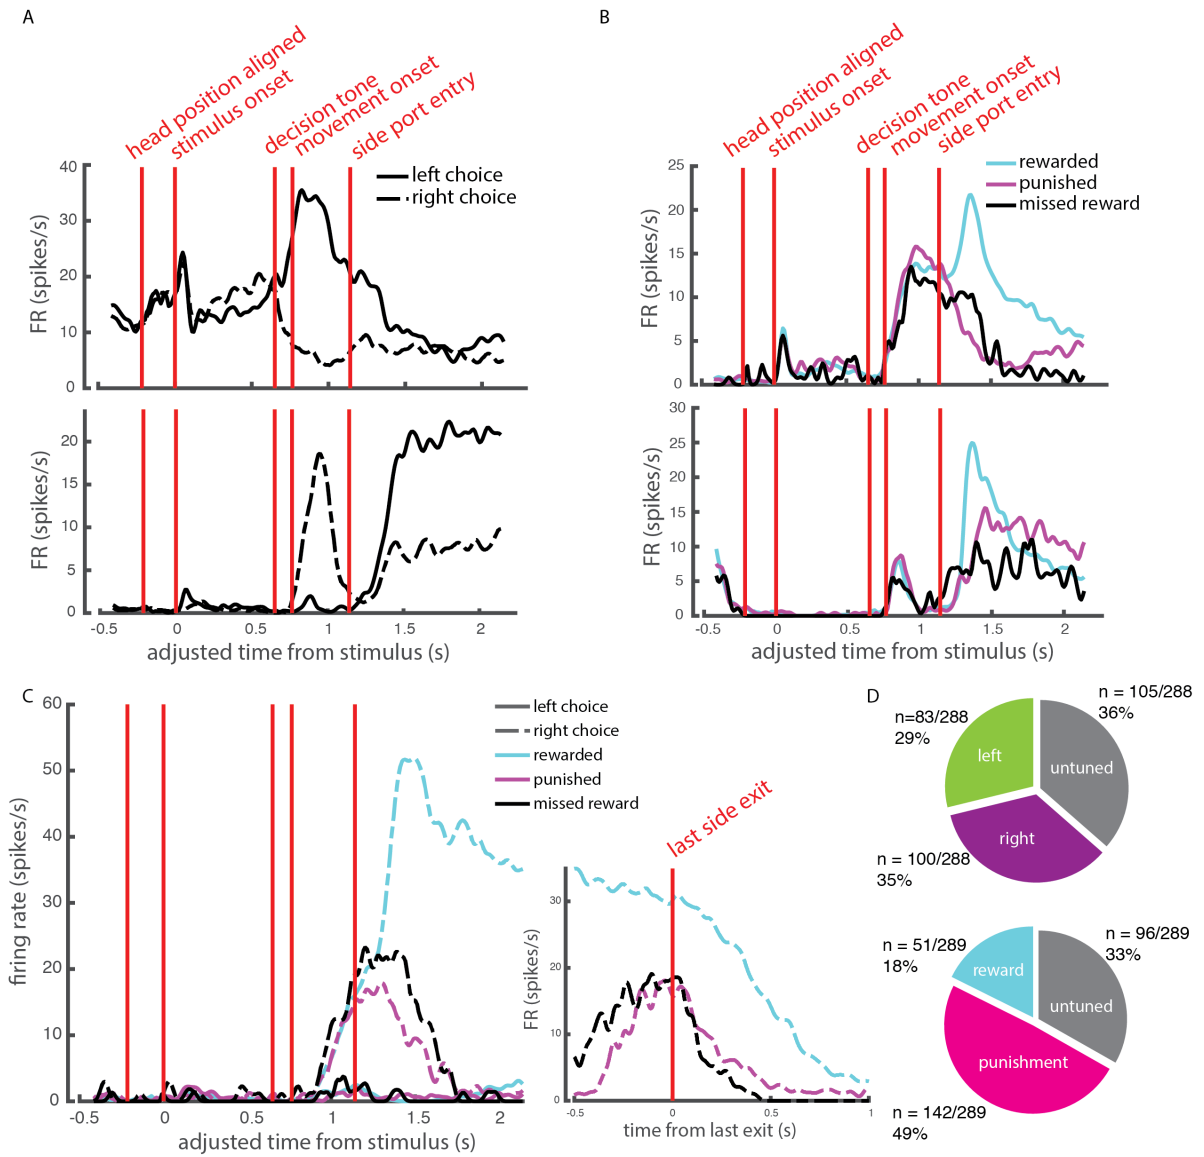 A
head position aligned
stimulus onset
decision tone
movement onset
side port entry
left choice
right choice
FR (spikes/s)
40
30
20
10
0
FR (spikes/s)
20
15
10
5
0
-0.5
0
0.5
1
1.5
2
adjusted time from stimulus (s)
B
head position aligned
stimulus onset
decision tone
movement onset
side port entry
rewarded
punished
missed reward
FR (spikes/s)
25
20
15
10
5
0
FR (spikes/s)
30
25
20
15
10
5
0
-0.5
0
0.5
1
1.5
2
adjusted time from stimulus (s)
C
firing rate (spikes/s)
60
50
40
30
20
10
0
-0.5
0
0.5
1
1.5
2
adjusted time from stimulus (s)
left choice
right choice
rewarded
punished
missed reward
last side exit
FR (spikes/s)
30
20
10
0
-0.5
0
0.5
1
time from last exit (s)
D
n = 105/288
36%
n=83/288
29%
left
untuned
right
n = 100/288
35%
n = 96/289
33%
n = 51/289
18%
reward
untuned
punishment
n = 142/289
49%